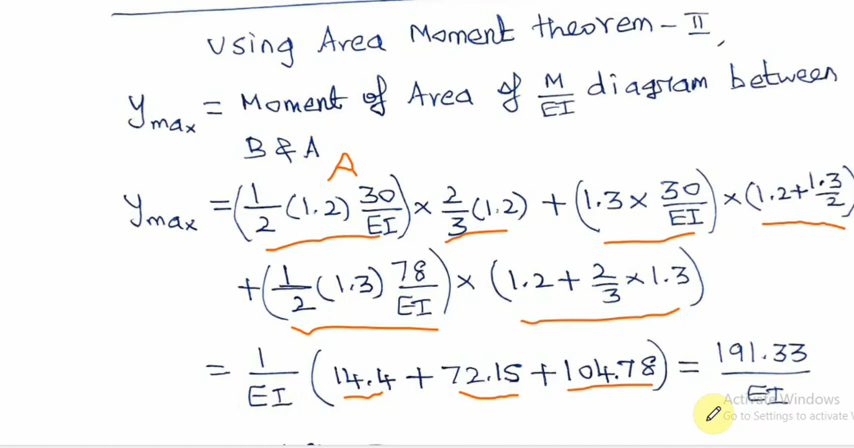 Using Area Moment theorem - II,
y_max = Moment of Area of M/EI diagram between
B & A
A
y_max = (1/2 (1.2) 30/EI) × 2/3 (1.2) + (1.3 × 30/EI) × (1.2 + 1.3/2)
+ (1/2 (1.3) 78/EI) × (1.2 + 2/3 × 1.3)
= 1/EI (14.4 + 72.15 + 104.78) = 191.33/EI
Activate Windows
Go to Settings to activate W